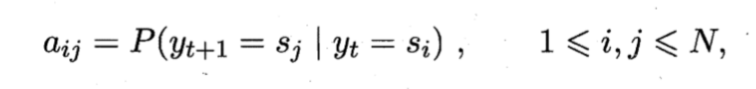 a_{ij} = P(y_{t+1} = s_j | y_t = s_i) , 1 ⩽ i, j ⩽ N,